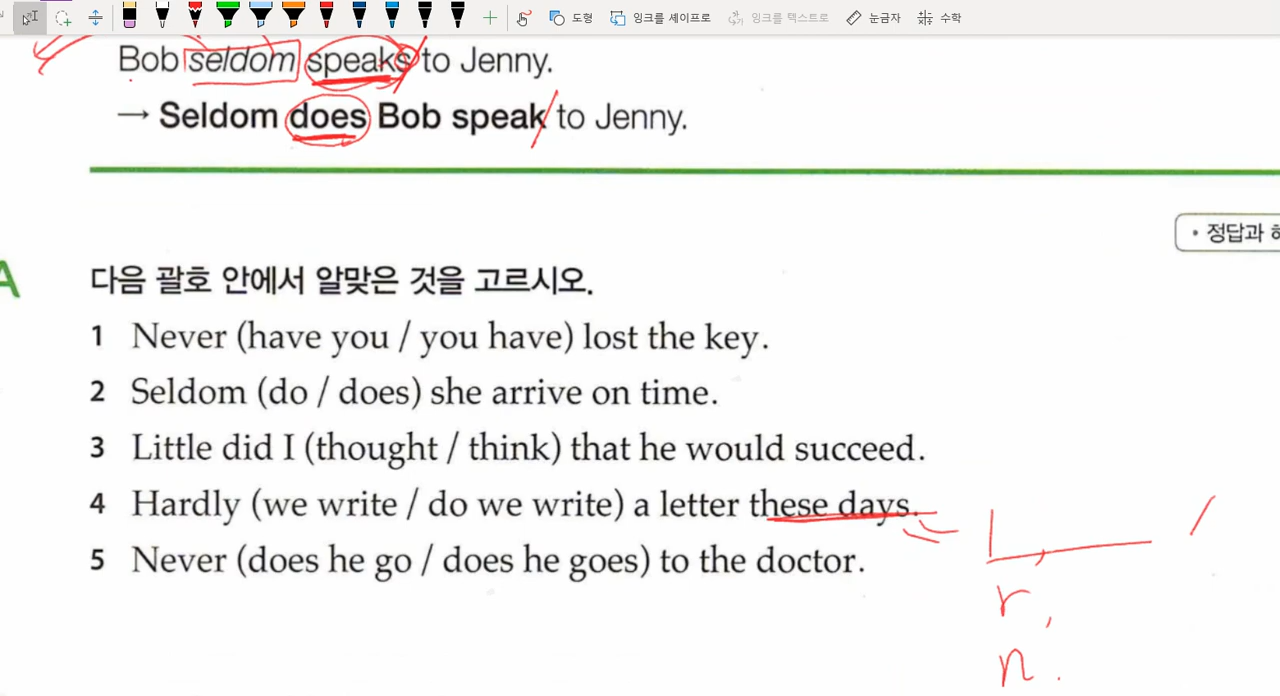 도형 잉크를 셰이프로 잉크를 텍스트로 눈금자 수학
Bob seldom speaks to Jenny.
→ Seldom does Bob speak to Jenny.
• 정답과
A 다음 괄호 안에서 알맞은 것을 고르시오.
1 Never (have you / you have) lost the key.
2 Seldom (do / does) she arrive on time.
3 Little did I (thought / think) that he would succeed.
4 Hardly (we write / do we write) a letter these days.
5 Never (does he go / does he goes) to the doctor.
r,
n.